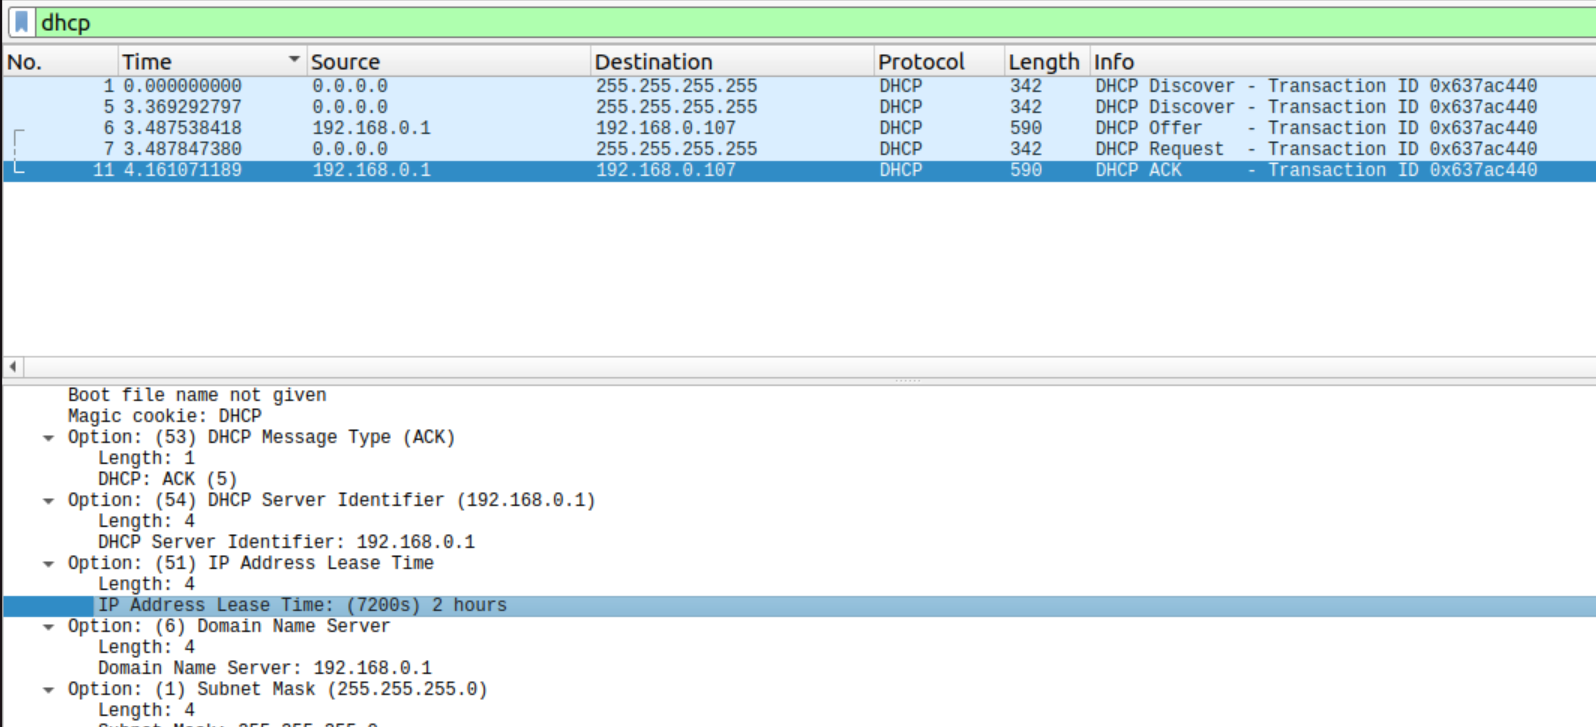 dhcp
No. Time Source Destination Protocol Length Info
1 0.000000000 0.0.0.0 255.255.255.255 DHCP 342 DHCP Discover - Transaction ID 0x637ac440
5 3.369292797 0.0.0.0 255.255.255.255 DHCP 342 DHCP Discover - Transaction ID 0x637ac440
6 3.487538418 192.168.0.1 192.168.0.107 DHCP 590 DHCP Offer - Transaction ID 0x637ac440
7 3.487847380 0.0.0.0 255.255.255.255 DHCP 342 DHCP Request - Transaction ID 0x637ac440
11 4.161071189 192.168.0.1 192.168.0.107 DHCP 590 DHCP ACK - Transaction ID 0x637ac440
Boot file name not given
Magic cookie: DHCP
Option: (53) DHCP Message Type (ACK)
Length: 1
DHCP: ACK (5)
Option: (54) DHCP Server Identifier (192.168.0.1)
Length: 4
DHCP Server Identifier: 192.168.0.1
Option: (51) IP Address Lease Time
Length: 4
IP Address Lease Time: (7200s) 2 hours
Option: (6) Domain Name Server
Length: 4
Domain Name Server: 192.168.0.1
Option: (1) Subnet Mask (255.255.255.0)
Length: 4
Subnet Mask: 255.255.255.0